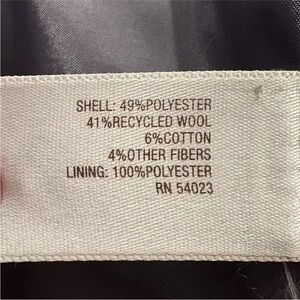 SHELL: 49%POLYESTER
41%RECYCLED WOOL
6%COTTON
4%OTHER FIBERS
LINING: 100%POLYESTER
RN 54023